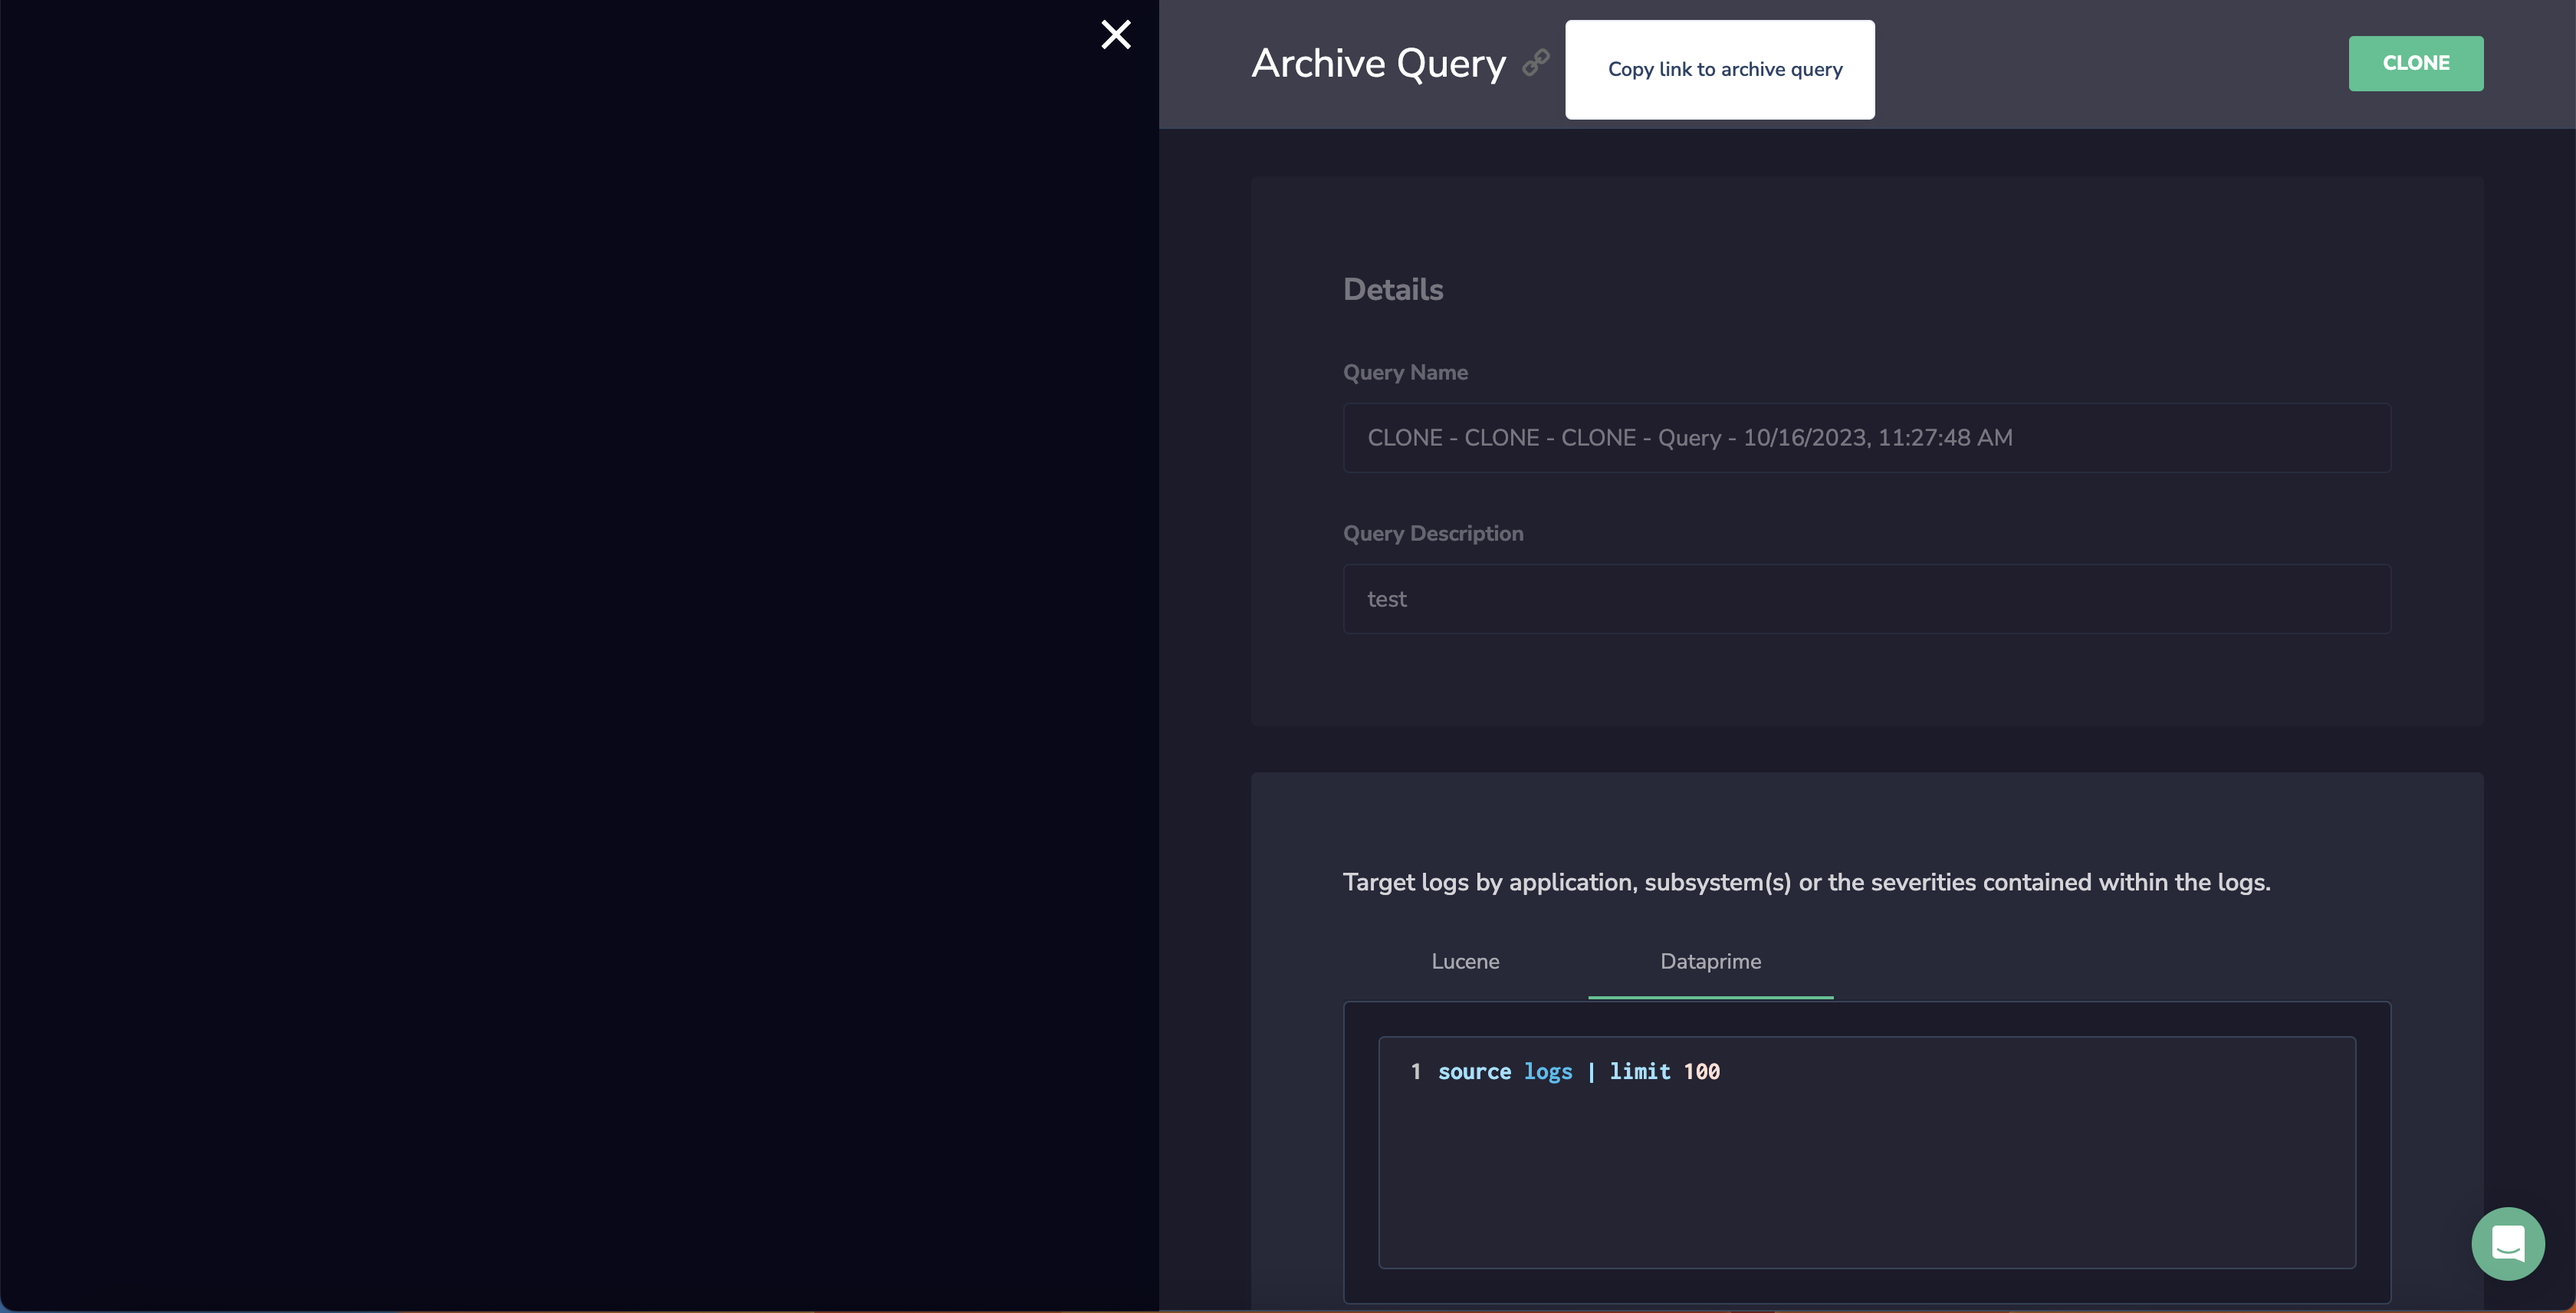 Archive Query
Copy link to archive query
CLONE
Details
Query Name
CLONE - CLONE - CLONE - Query - 10/16/2023, 11:27:48 AM
Query Description
test
Target logs by application, subsystem(s) or the severities contained within the logs.
Lucene
Dataprime
1 source logs | limit 100